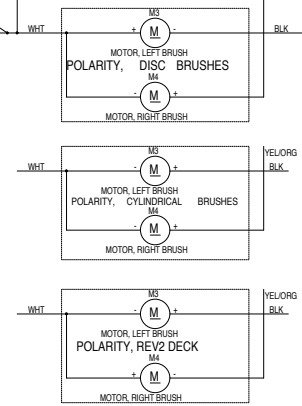 M3
WHT + M - BLK
MOTOR, LEFT BRUSH
POLARITY, DISC BRUSHES
M4
- M +
MOTOR, RIGHT BRUSH
M3
YEL/ORG
WHT - M + BLK
MOTOR, LEFT BRUSH
POLARITY, CYLINDRICAL BRUSHES
M4
+ M -
MOTOR, RIGHT BRUSH
M3
YEL/ORG
WHT - M + BLK
MOTOR, LEFT BRUSH
POLARITY, REV2 DECK
M4
+ M -
MOTOR, RIGHT BRUSH